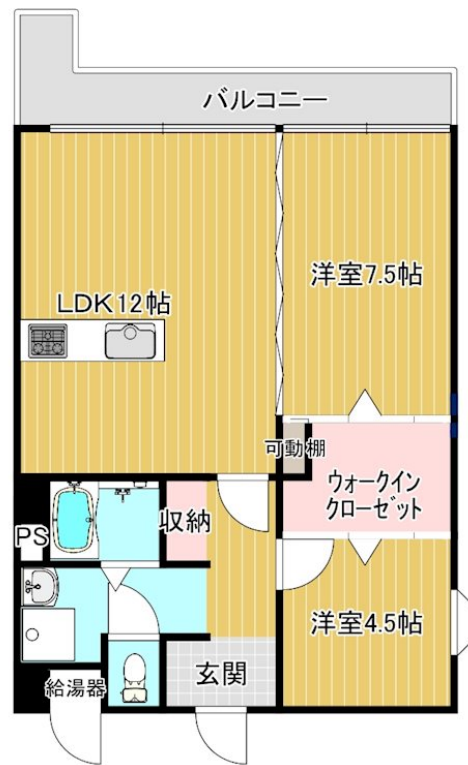 バルコニー
洋室7.5帖
LDK12帖
可動棚
ウォークイン
クローゼット
収納
PS
洋室4.5帖
玄関
給湯器